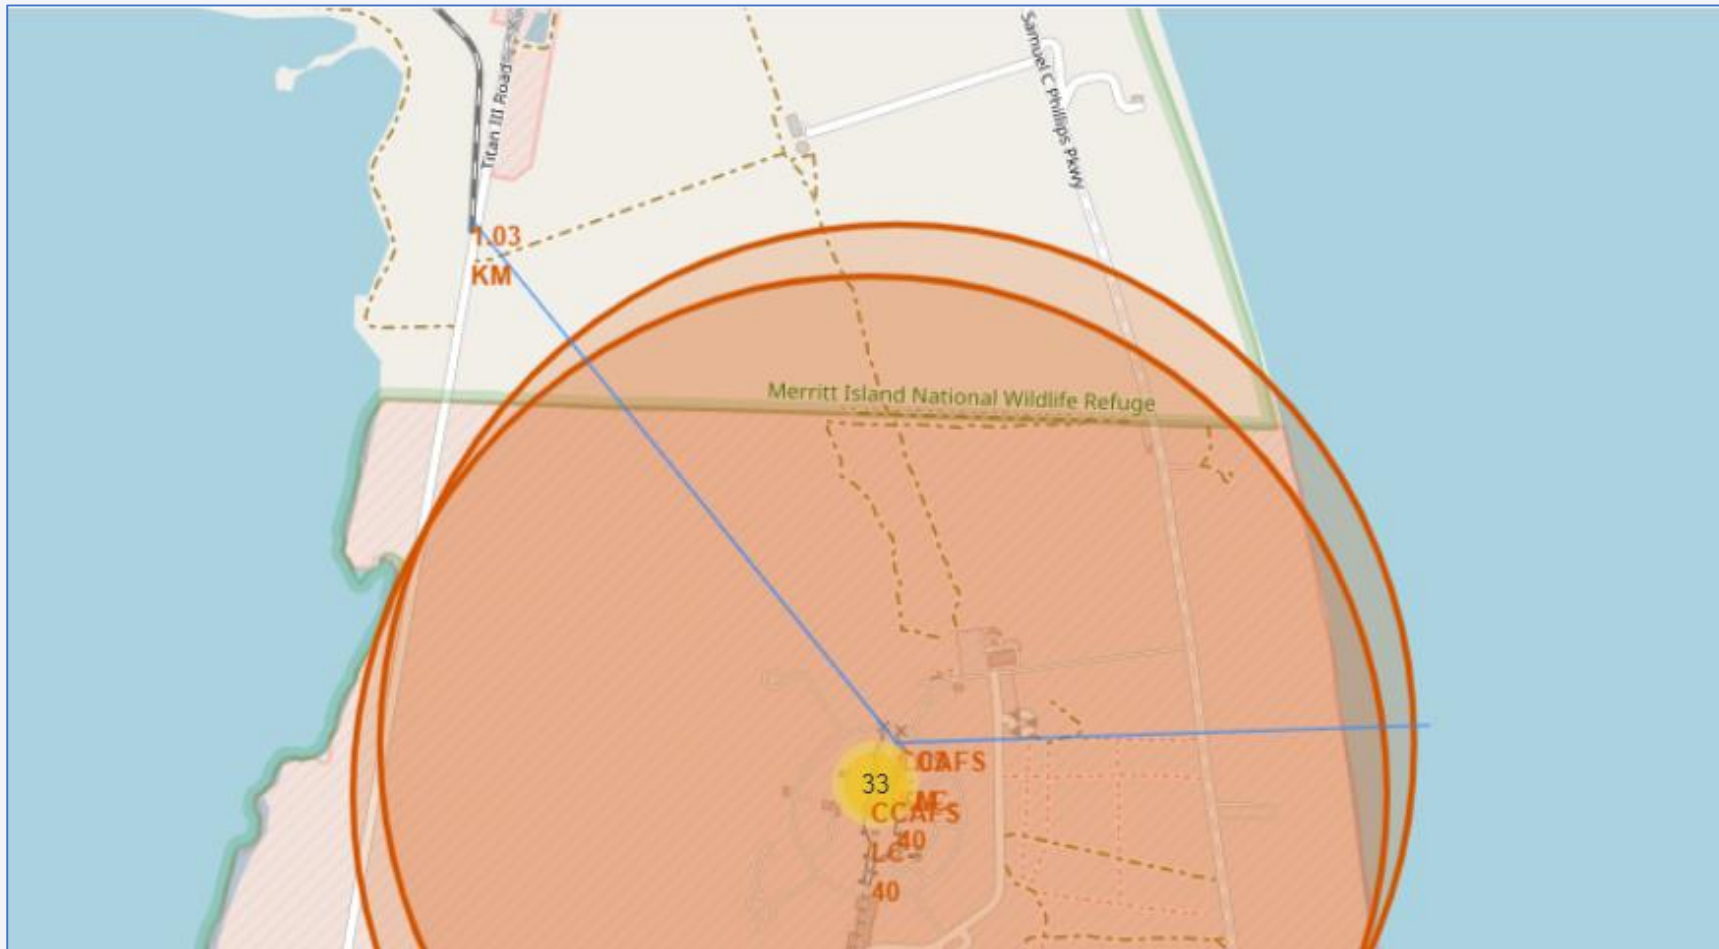 Titan III Road
Samuel C Phillips Pkwy
1.03
KM
Merritt Island National Wildlife Refuge
33
CCAFS
40
CCAFS
LC-
40